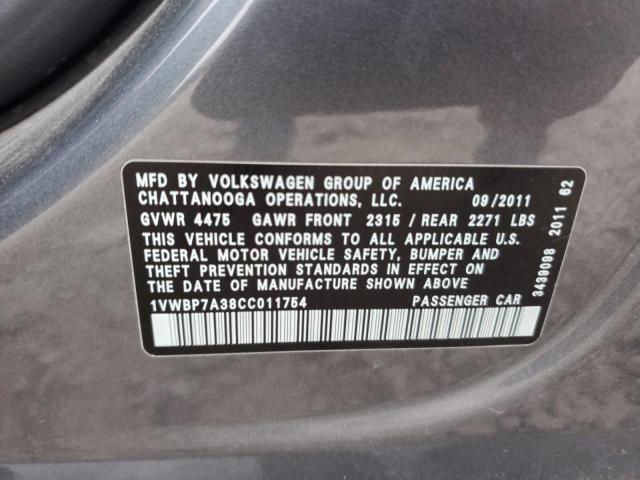 MFD BY VOLKSWAGEN GROUP OF AMERICA
CHATTANOOGA OPERATIONS, LLC. 09/2011
GVWR 4475 GAWR FRONT 2315 / REAR 2271 LBS
THIS VEHICLE CONFORMS TO ALL APPLICABLE U.S.
FEDERAL MOTOR VEHICLE SAFETY, BUMPER AND
THEFT PREVENTION STANDARDS IN EFFECT ON
THE DATE OF MANUFACTURE SHOWN ABOVE.
1VWBP7A38CC011754 PASSENGER CAR
3439098 2011 62